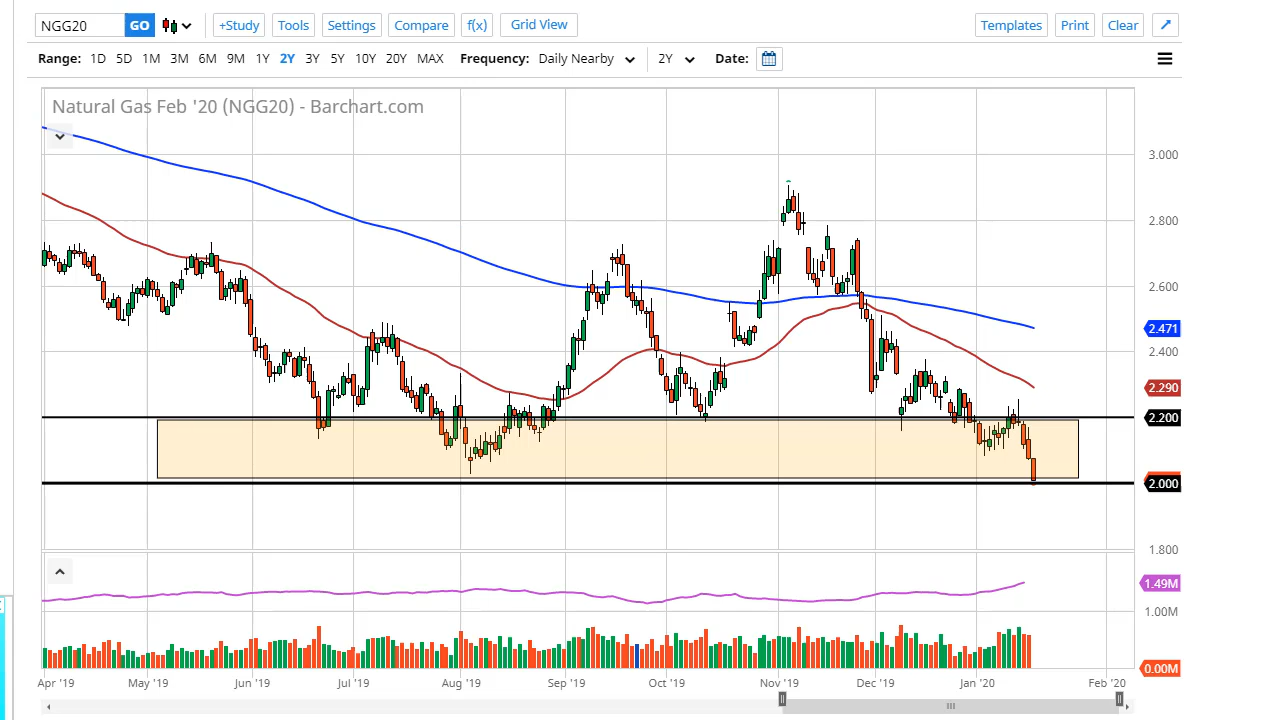 NGG20 GO +Study Tools Settings Compare f(x) Grid View Templates Print Clear
Range: 1D 5D 1M 3M 6M 9M 1Y 2Y 3Y 5Y 10Y 20Y MAX Frequency: Daily Nearby 2Y Date:
Natural Gas Feb '20 (NGG20) - Barchart.com
3.000
2.800
2.600
2.471
2.400
2.290
2.200
2.000
1.800
1.49M
1.00M
0.00M
Apr '19 May '19 Jun '19 Jul '19 Aug '19 Sep '19 Oct '19 Nov '19 Dec '19 Jan '20 Feb '20